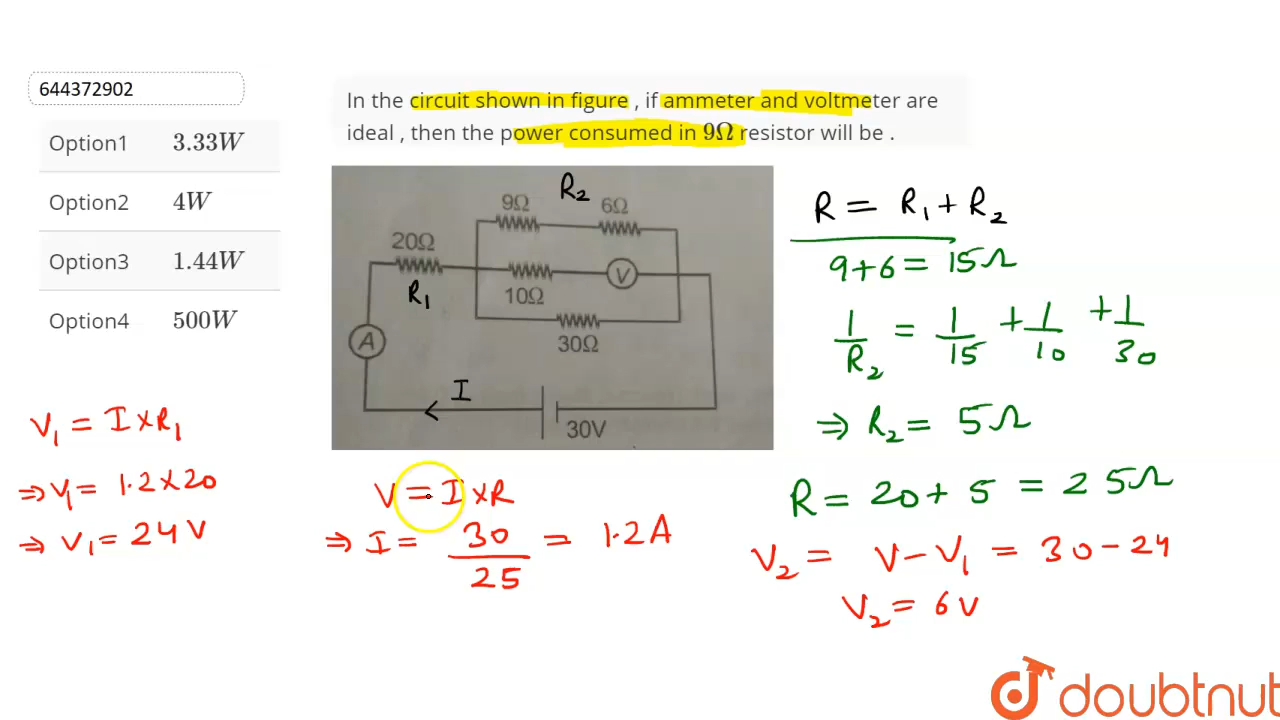 644372902
Option1 3.33W
Option2 4W
Option3 1.44W
Option4 500W
In the circuit shown in figure , if ammeter and voltmeter are
ideal , then the power consumed in 9Ω resistor will be .
R₂
9Ω 6Ω
20Ω
R₁
10Ω V
A
30Ω
I
30V
R = R₁ + R₂
9+6 = 15Ω
1/R₂ = 1/15 + 1/10 + 1/30
⇒ R₂ = 5Ω
R = 20 + 5 = 25Ω
V₁ = I × R₁
⇒ V₁ = 1.2 × 20
⇒ V₁ = 24 V
V = I × R
⇒ I = 30/25 = 1.2 A
V₂ = V − V₁ = 30 − 24
V₂ = 6 V
doubtnut